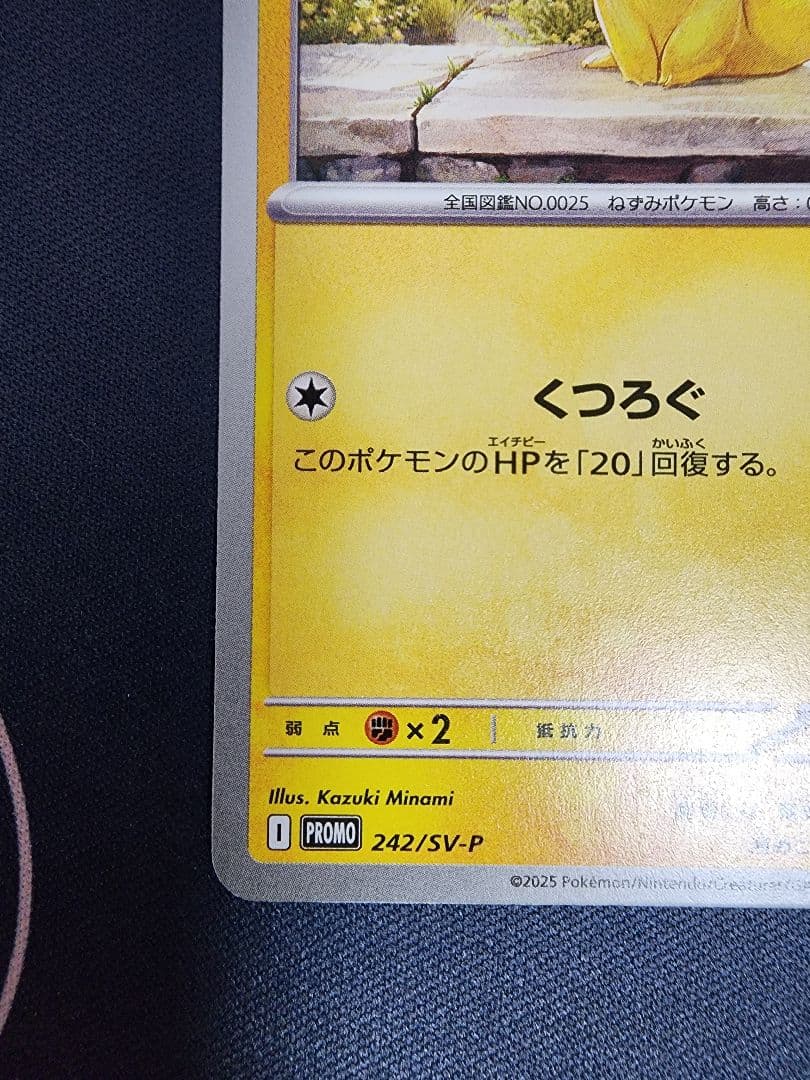 全国図鑑NO.0025 ねずみポケモン 高さ:0
くつろぐ
エイチピー かいふく
このポケモンのHPを「20」回復する。
弱点 ×2 抵抗力
Illus. Kazuki Minami
I PROMO 242/SV-P
©2025 Pokémon/Nintendo/Creatures/